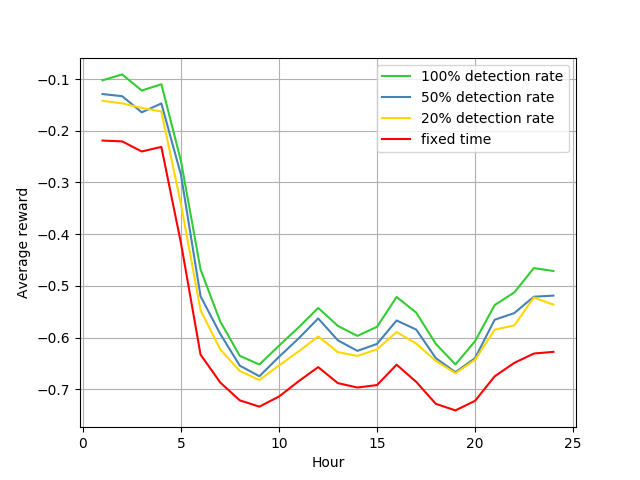 100% detection rate
50% detection rate
20% detection rate
fixed time
Average reward
−0.1
−0.2
−0.3
−0.4
−0.5
−0.6
−0.7
0
5
10
15
20
25
Hour